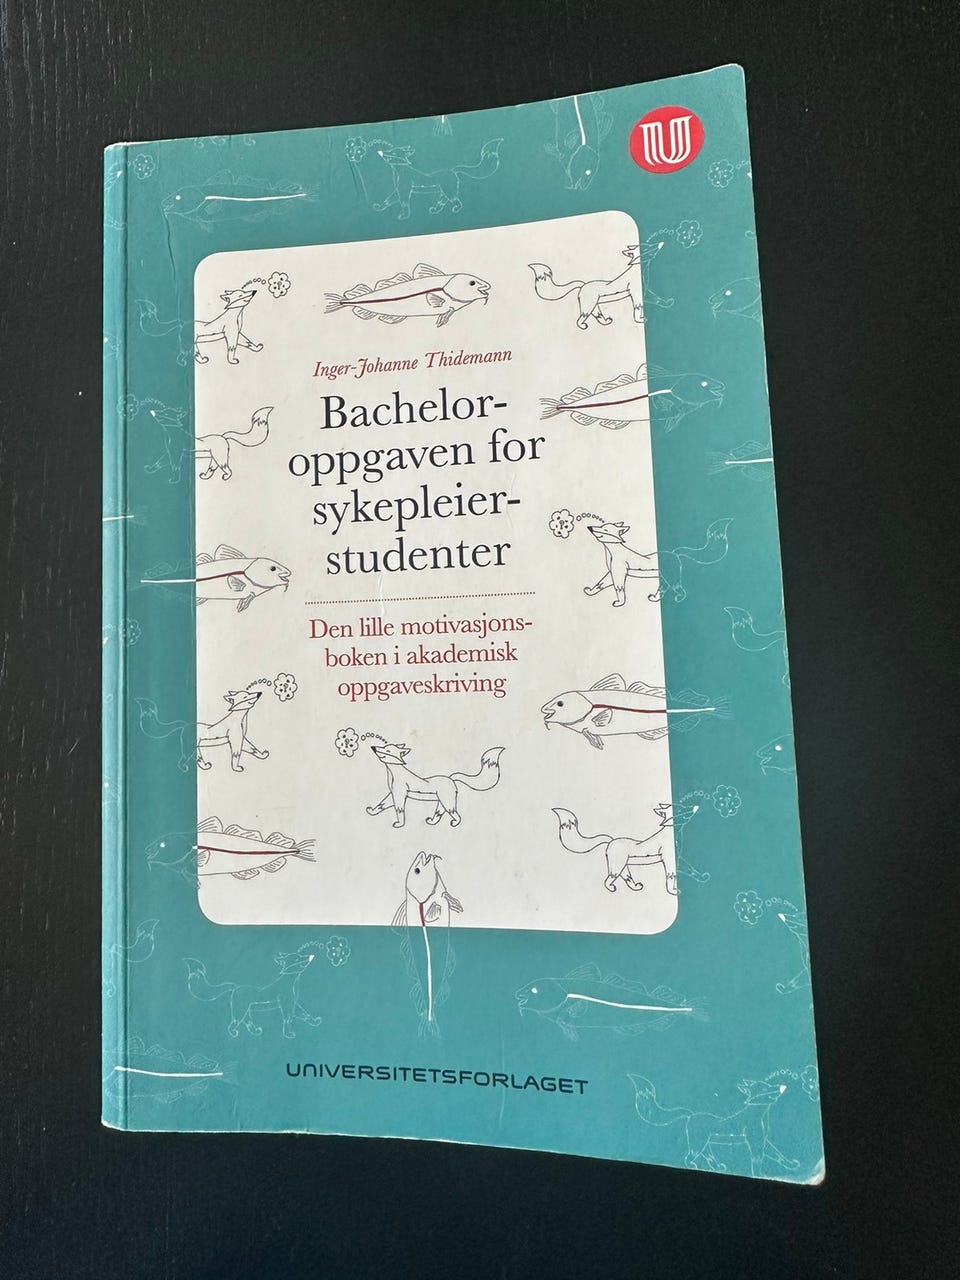 Inger-Johanne Thidemann
Bachelor-
oppgaven for
sykepleier-
studenter
Den lille motivasjons-
boken i akademisk
oppgaveskriving
UNIVERSITETSFORLAGET